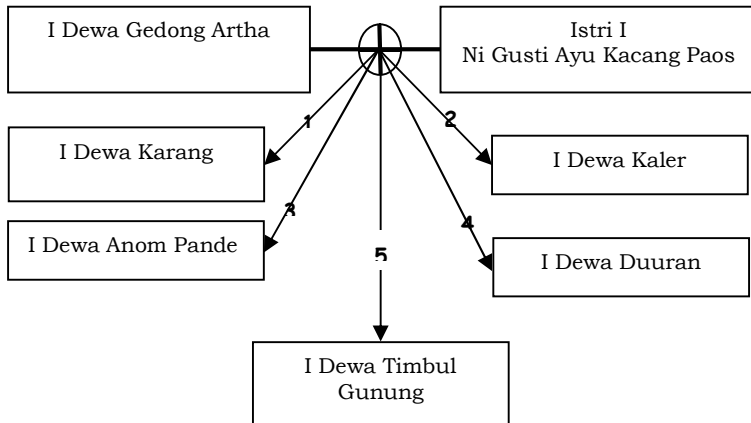 I Dewa Gedong Artha
Istri I
Ni Gusti Ayu Kacang Paos
1
2
I Dewa Karang
I Dewa Kaler
3
4
I Dewa Anom Pande
5
I Dewa Duuran
I Dewa Timbul
Gunung